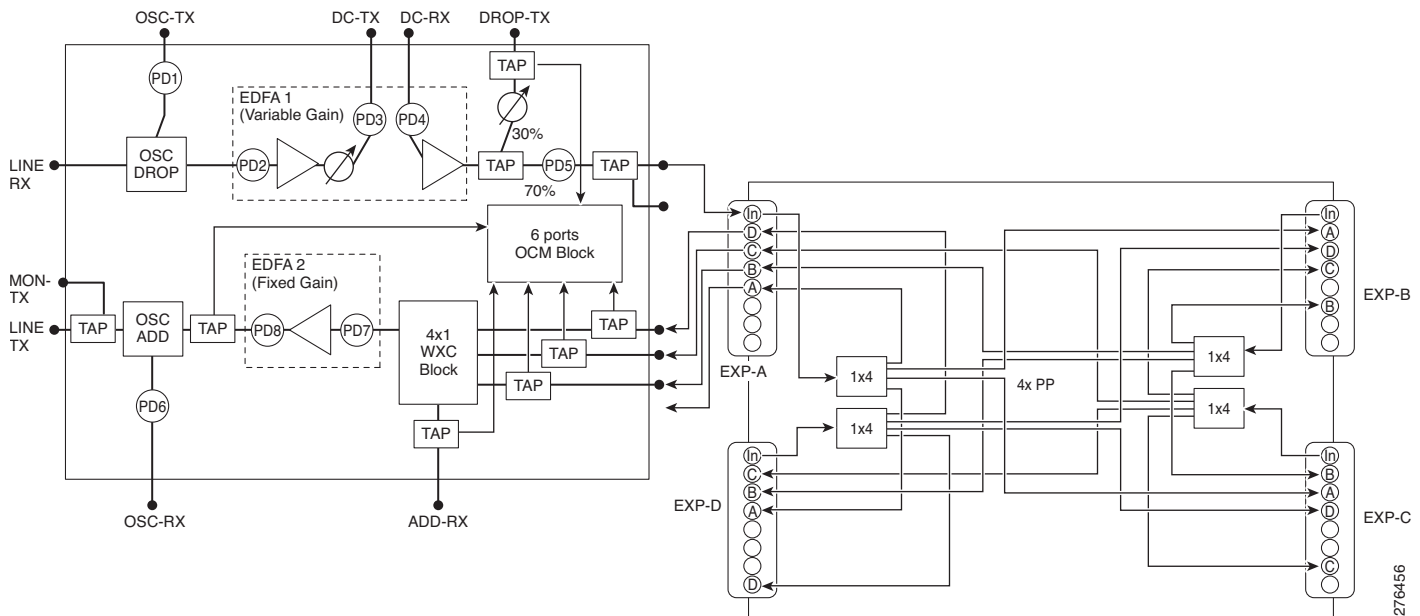 OSC-TX
DC-TX
DC-RX
DROP-TX
PD1
TAP
EDFA 1
(Variable Gain)
PD3
PD4
30%
LINE
RX
OSC
DROP
PD2
TAP
PD5
TAP
70%
6 ports
OCM Block
MON-
TX
LINE
TX
TAP
OSC
ADD
TAP
EDFA 2
(Fixed Gain)
PD8
PD7
4x1
WXC
Block
TAP
TAP
TAP
PD6
TAP
OSC-RX
ADD-RX
In
D
C
B
A
EXP-A
In
A
D
C
B
EXP-B
1x4
1x4
4x PP
1x4
1x4
In
C
B
A
D
EXP-D
In
B
A
D
C
EXP-C
276456